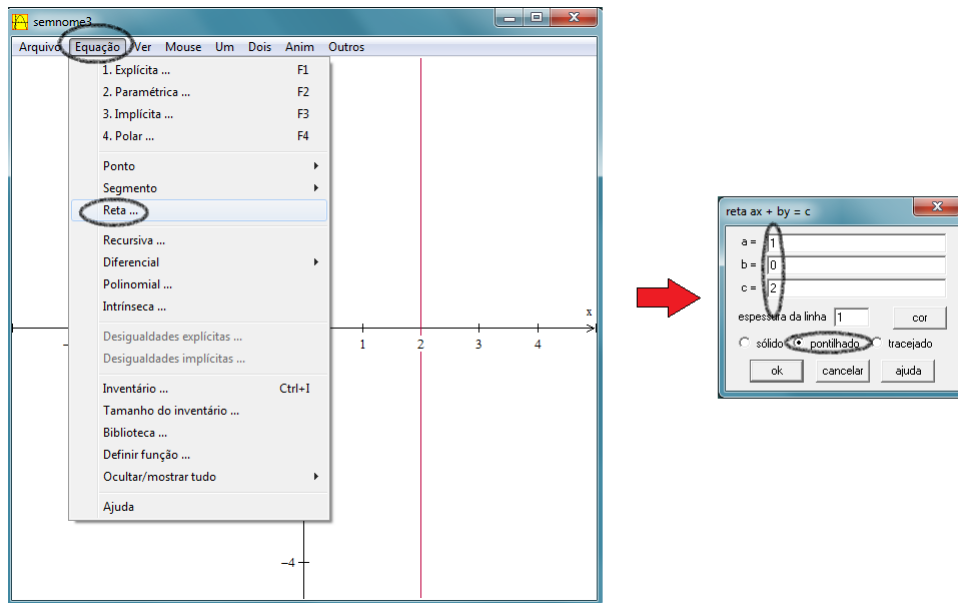 semnome3
Arquivo Equação Ver Mouse Um Dois Anim Outros
1. Explícita ... F1
2. Paramétrica ... F2
3. Implícita ... F3
4. Polar ... F4
Ponto
Segmento
Reta ...
Recursiva ...
Diferencial
Polinomial ...
Intrínseca ...
Desigualdades explícitas ...
Desigualdades implícitas ...
Inventário ... Ctrl+I
Tamanho do inventário ...
Biblioteca ...
Definir função ...
Ocultar/mostrar tudo
Ajuda
x
1 2 3 4
−4
reta ax + by = c
a = 1
b = 0
c = 2
espessura da linha 1 cor
sólido pontilhado tracejado
ok cancelar ajuda